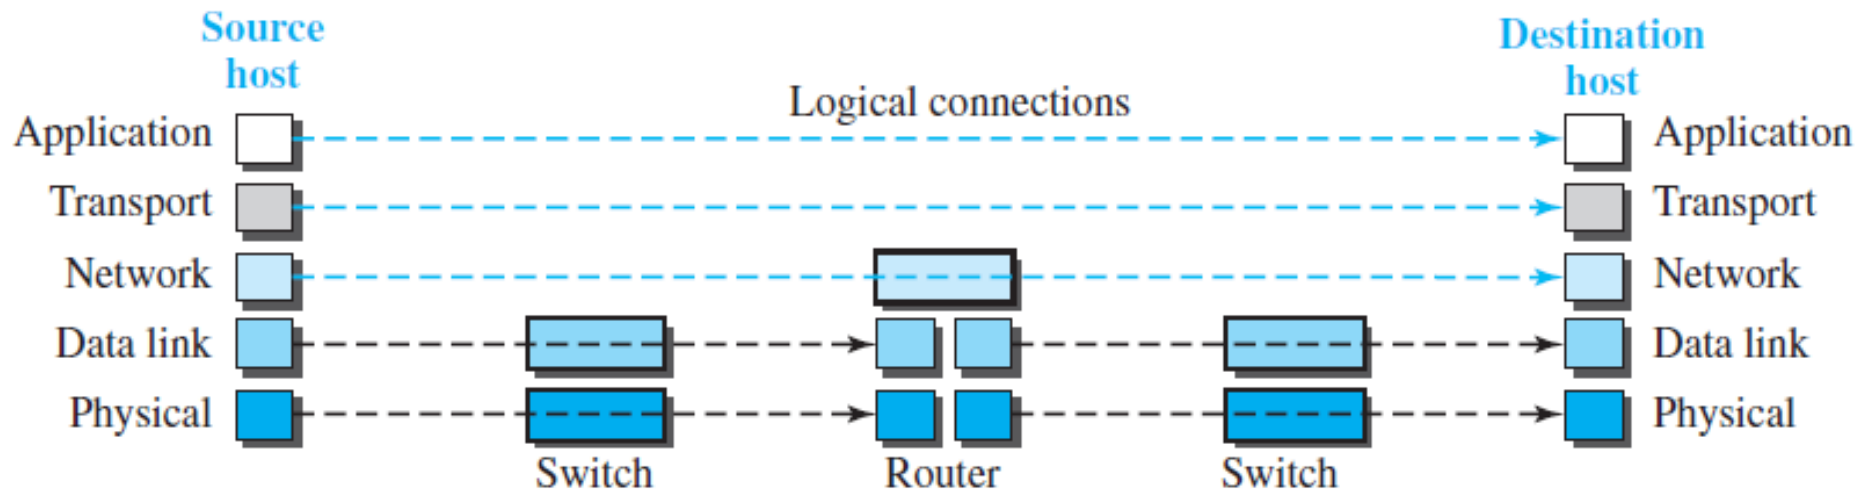 Source
host
Destination
host
Logical connections
Application
Application
Transport
Transport
Network
Network
Data link
Data link
Physical
Physical
Switch
Router
Switch